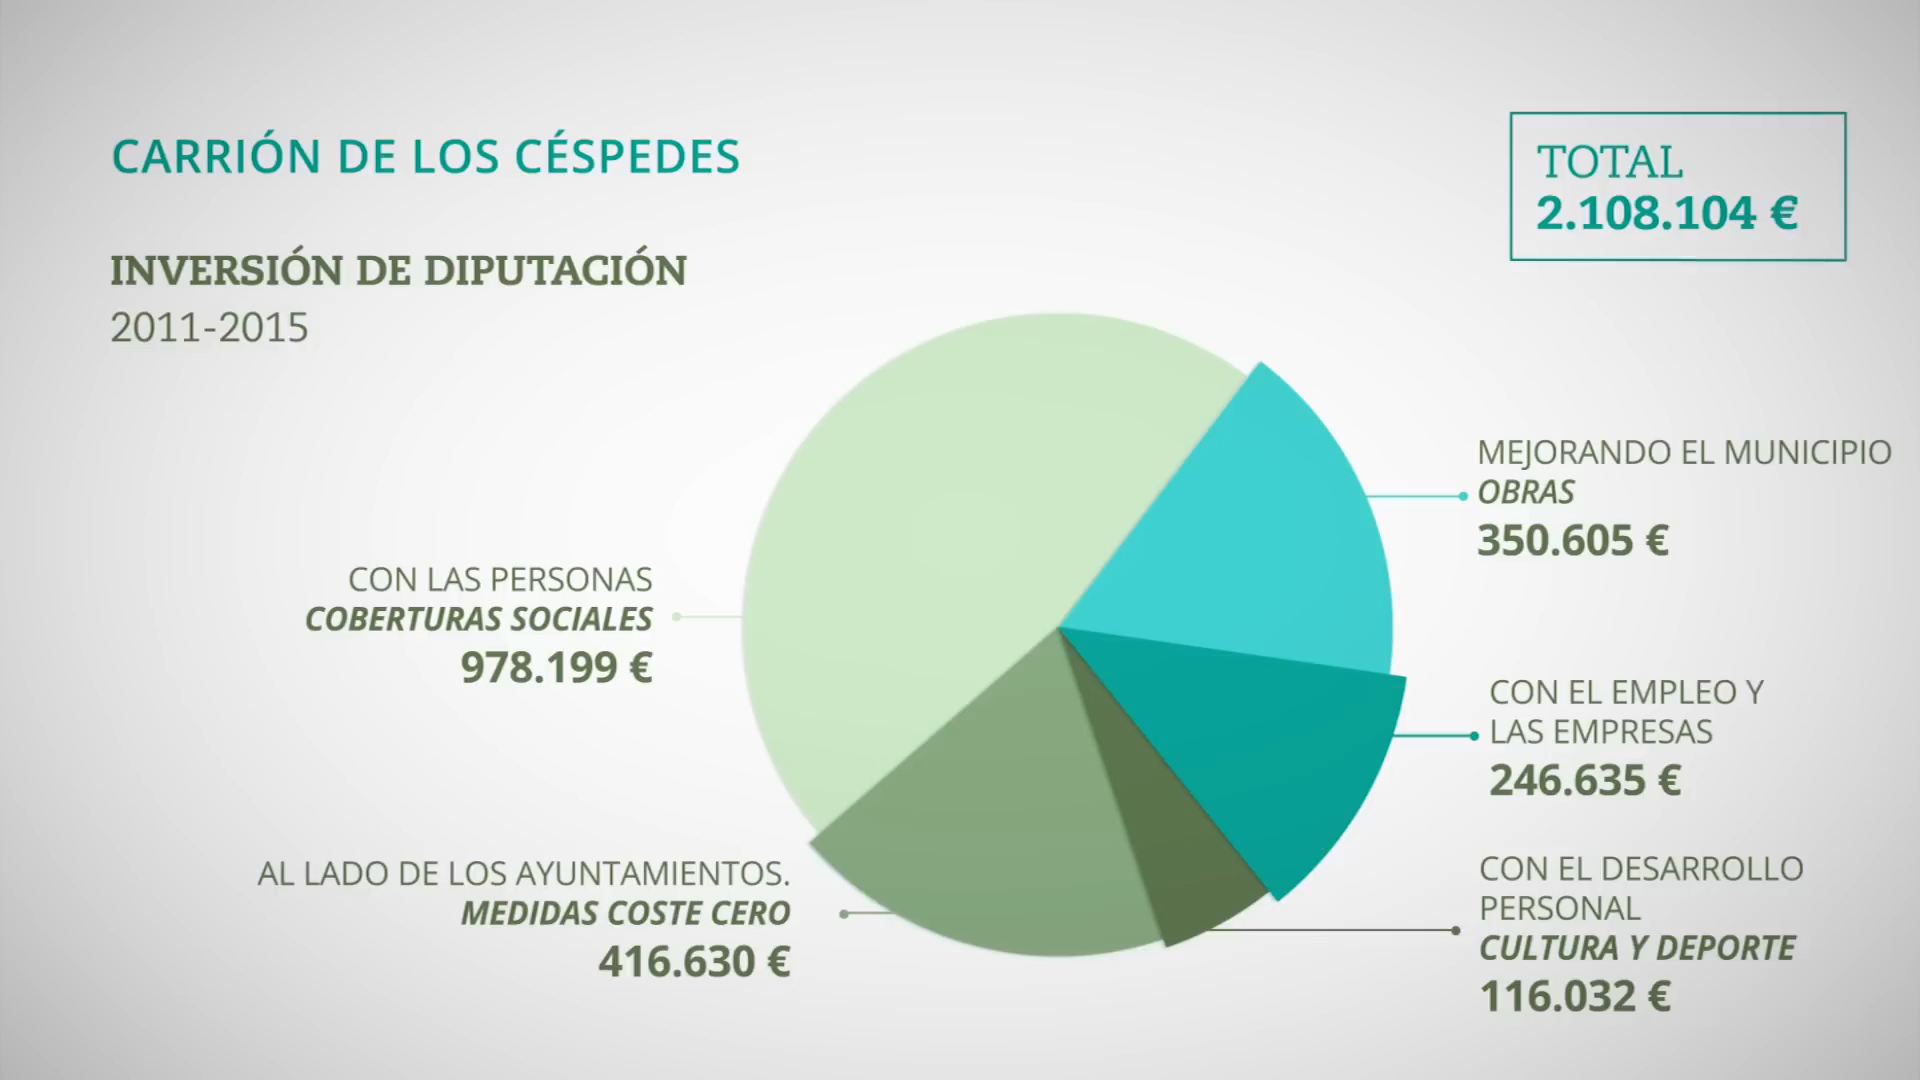 CARRIÓN DE LOS CÉSPEDES
INVERSIÓN DE DIPUTACIÓN
2011-2015
TOTAL
2.108.104 €
MEJORANDO EL MUNICIPIO
OBRAS
350.605 €
CON LAS PERSONAS
COBERTURAS SOCIALES
978.199 €
CON EL EMPLEO Y
LAS EMPRESAS
246.635 €
AL LADO DE LOS AYUNTAMIENTOS.
MEDIDAS COSTE CERO
416.630 €
CON EL DESARROLLO
PERSONAL
CULTURA Y DEPORTE
116.032 €